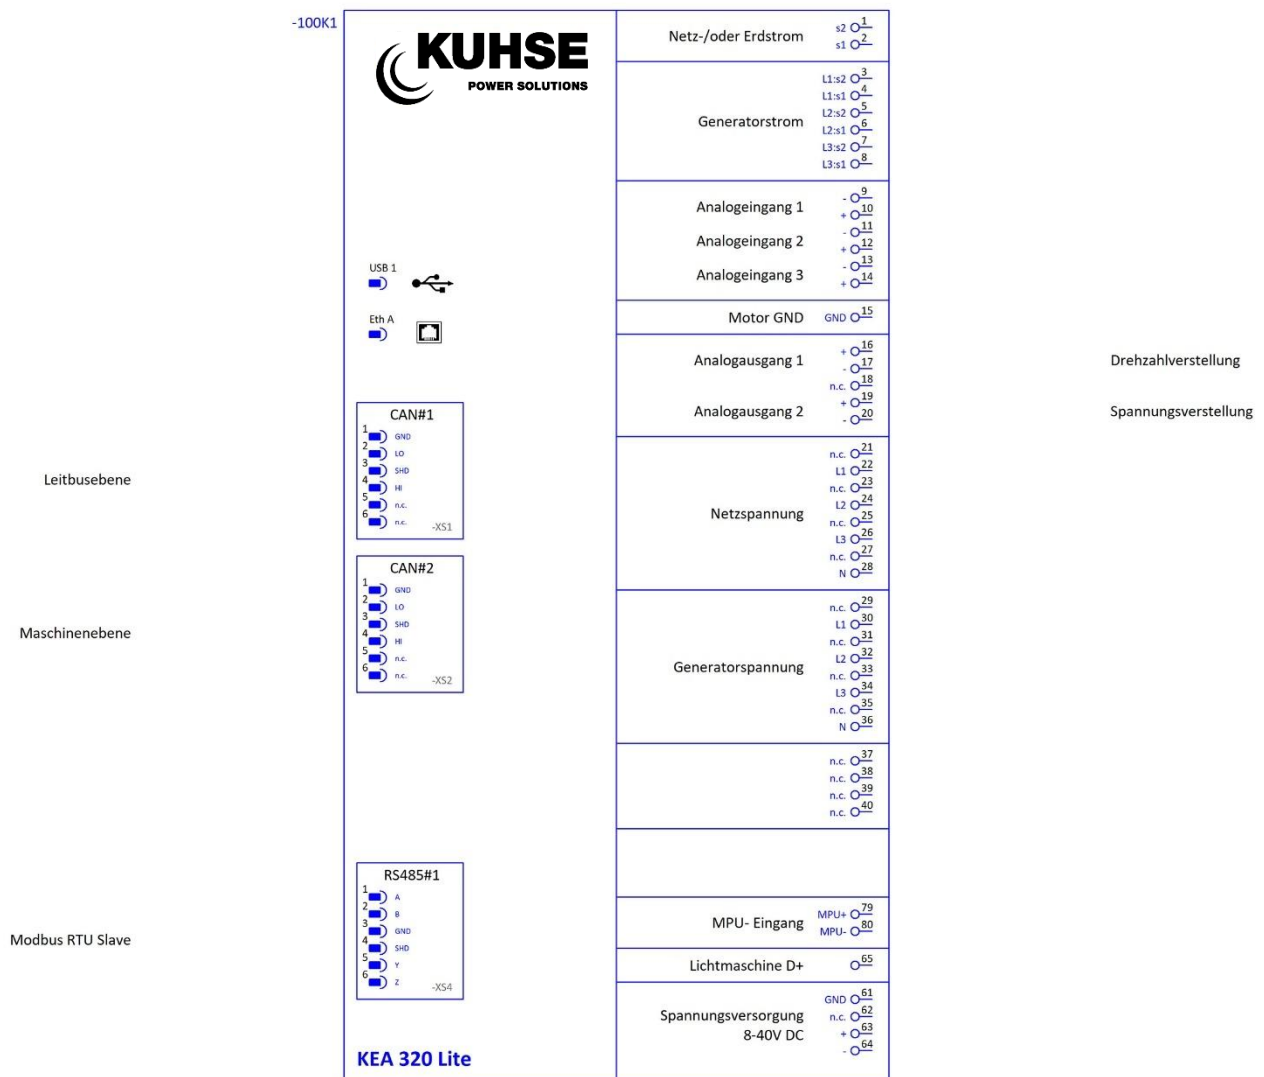 -100K1
KUHSE
POWER SOLUTIONS
USB 1
Eth A
Leitbusebene
CAN#1
1 GND
2 LO
3 SHD
4 HI
5 n.c.
6 n.c.
-XS1
Maschinenebene
CAN#2
1 GND
2 LO
3 SHD
4 HI
5 n.c.
6 n.c.
-XS2
Modbus RTU Slave
RS485#1
1 A
2 B
3 GND
4 SHD
5 Y
6 Z
-XS4
KEA 320 Lite
Netz-/oder Erdstrom
s2 1
s1 2
Generatorstrom
L1:s2 3
L1:s1 4
L2:s2 5
L2:s1 6
L3:s2 7
L3:s1 8
Analogeingang 1
- 9
+ 10
Analogeingang 2
- 11
+ 12
Analogeingang 3
- 13
+ 14
Motor GND
GND 15
Analogausgang 1
+ 16
- 17
n.c. 18
Drehzahlverstellung
Analogausgang 2
+ 19
- 20
Spannungsverstellung
Netzspannung
n.c. 21
L1 22
n.c. 23
L2 24
n.c. 25
L3 26
n.c. 27
N 28
Generatorspannung
n.c. 29
L1 30
n.c. 31
L2 32
n.c. 33
L3 34
n.c. 35
N 36
n.c. 37
n.c. 38
n.c. 39
n.c. 40
MPU- Eingang
MPU+ 79
MPU- 80
Lichtmaschine D+
65
Spannungsversorgung
8-40V DC
GND 61
n.c. 62
+ 63
- 64